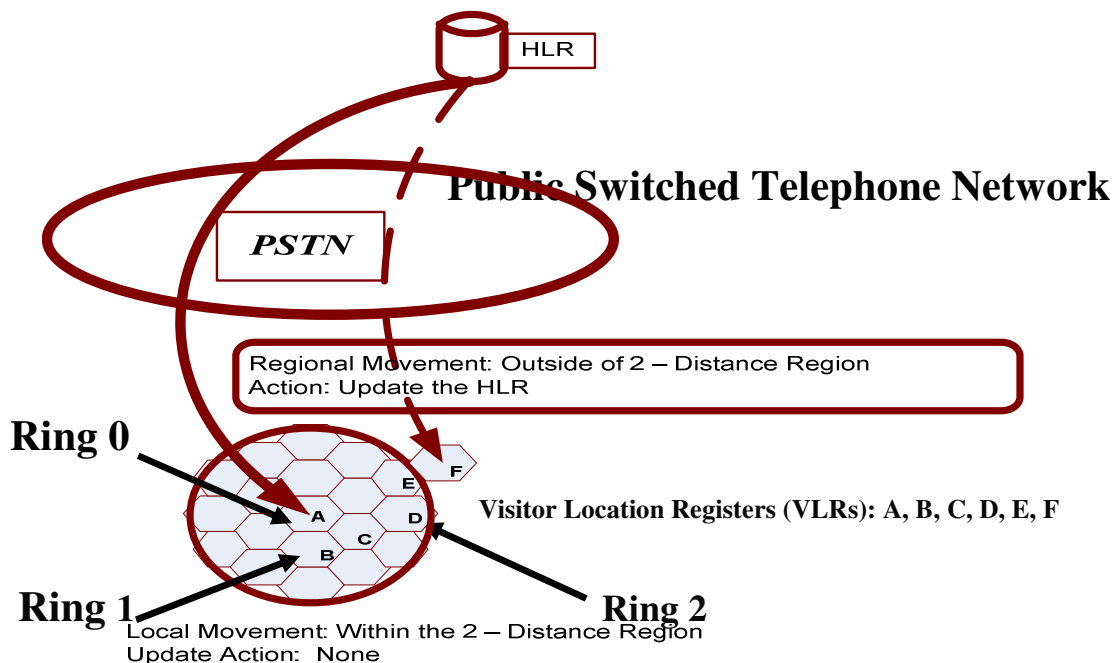 HLR
Public Switched Telephone Network
PSTN
Regional Movement: Outside of 2 – Distance Region
Action: Update the HLR
Ring 0
F
E
Visitor Location Registers (VLRs): A, B, C, D, E, F
A
D
C
B
Ring 1
Ring 2
Local Movement: Within the 2 – Distance Region
Update Action: None